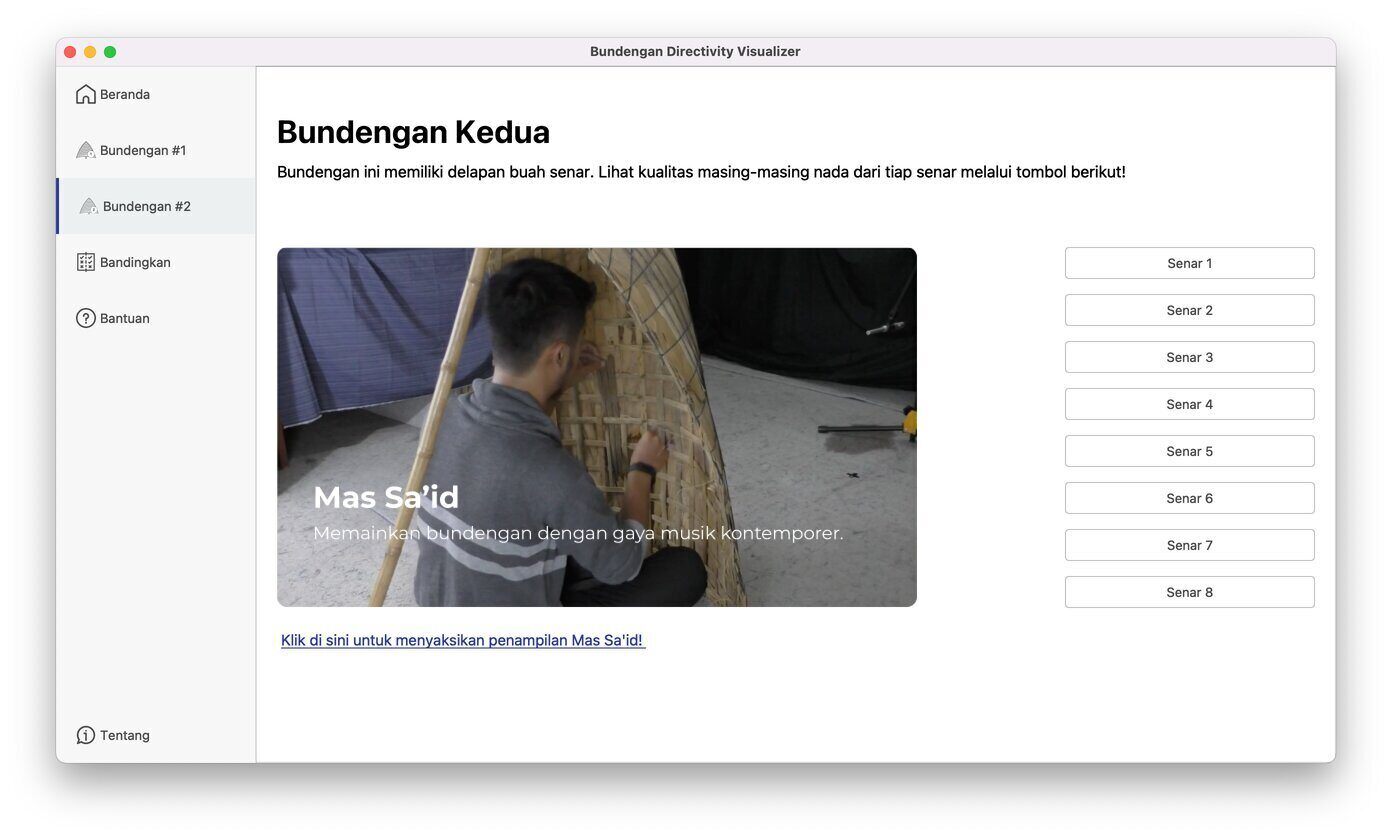 Bundengan Directivity Visualizer
Beranda
Bundengan #1
Bundengan #2
Bandingkan
Bantuan
Tentang
Bundengan Kedua
Bundengan ini memiliki delapan buah senar. Lihat kualitas masing-masing nada dari tiap senar melalui tombol berikut!
Mas Sa’id
Memainkan bundengan dengan gaya musik kontemporer.
Klik di sini untuk menyaksikan penampilan Mas Sa'id!
Senar 1
Senar 2
Senar 3
Senar 4
Senar 5
Senar 6
Senar 7
Senar 8